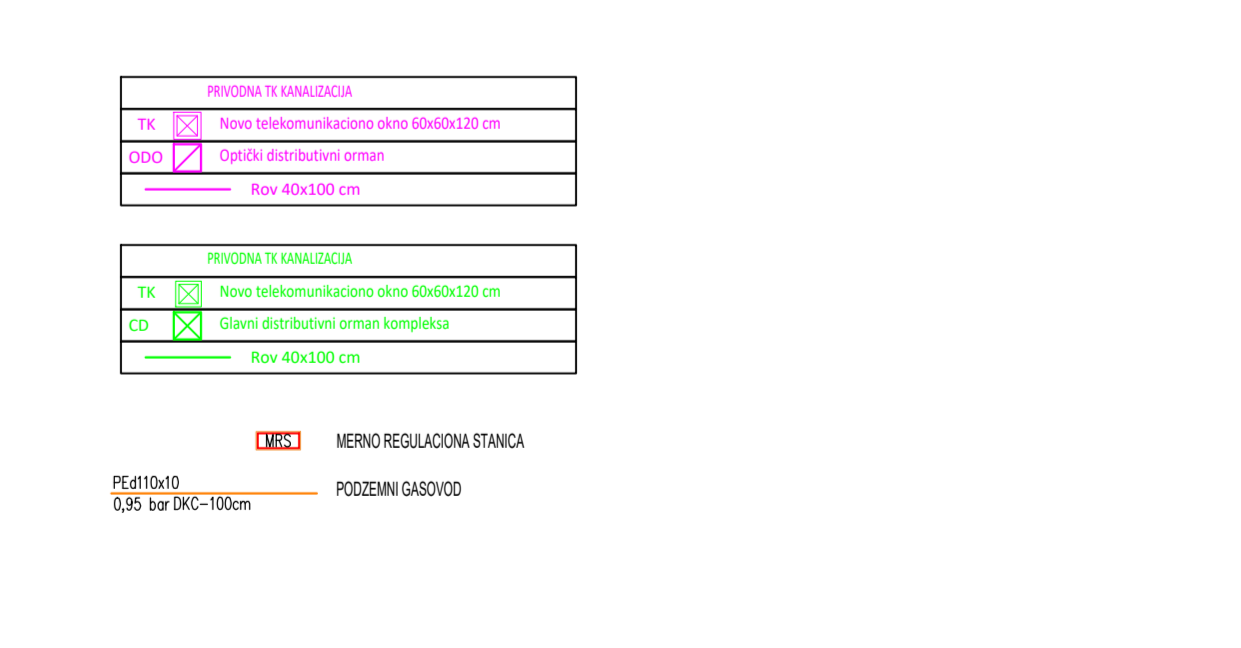 PRIVODNA TK KANALIZACIJA
TK Novo telekomunikaciono okno 60x60x120 cm
ODO Optički distributivni orman
Rov 40x100 cm
PRIVODNA TK KANALIZACIJA
TK Novo telekomunikaciono okno 60x60x120 cm
CD Glavni distributivni orman kompleksa
Rov 40x100 cm
MRS MERNO REGULACIONA STANICA
PEd110x10
PODZEMNI GASOVOD
0,95 bar DKC-100cm